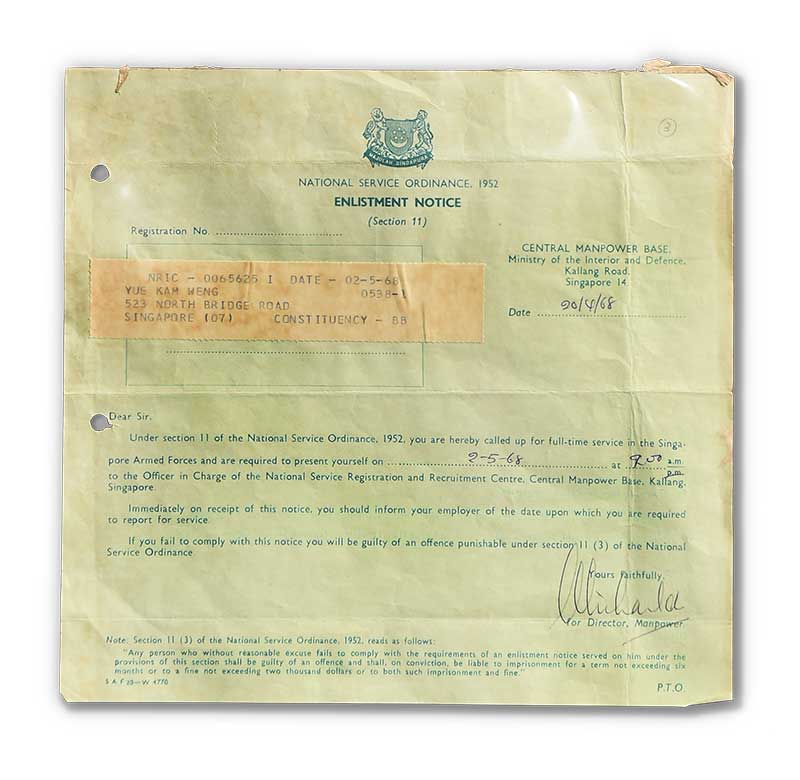 3
MAJULAH SINGAPURA
NATIONAL SERVICE ORDINANCE, 1952
ENLISTMENT NOTICE
(Section 11)
Registration No. ....................................
CENTRAL MANPOWER BASE,
Ministry of the Interior and Defence,
Kallang Road,
Singapore 14.
Date 20/4/68
NRIC - 0065625 I DATE - 02-5-68
YUE KAM WENG 0538-1
523 NORTH BRIDGE ROAD
SINGAPORE (07) CONSTITUENCY - BB
Dear Sir,
Under section 11 of the National Service Ordinance, 1952, you are hereby called up for full-time service in the Singa-
pore Armed Forces and are required to present yourself on 2-5-68 at 9.00 a.m.
p.m.
to the Officer in Charge of the National Service Registration and Recruitment Centre, Central Manpower Base, Kallang,
Singapore.
Immediately on receipt of this notice, you should inform your employer of the date upon which you are required
to report for service.
If you fail to comply with this notice you will be guilty of an offence punishable under section 11 (3) of the National
Service Ordinance
Yours faithfully,
for Director, Manpower
Note: Section 11 (3) of the National Service Ordinance, 1952, reads as follows:
"Any person who without reasonable excuse fails to comply with the requirements of an enlistment notice served on him under the
provisions of this section shall be guilty of an offence and shall, on conviction, be liable to imprisonment for a term not exceeding six
months or to a fine not exceeding two thousand dollars or to both such imprisonment and fine."
S A F 23—W 4770
P.T.O.